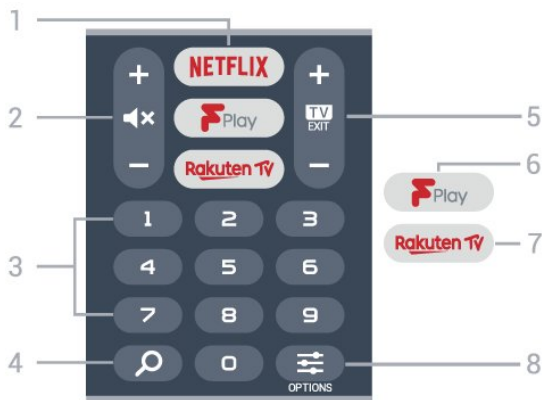 1
NETFLIX
2
Play
TV
EXIT
5
6
Play
Rakuten TV
Rakuten TV
7
1 2 3
3
4 5 6
7 8 9
4
0
8
OPTIONS